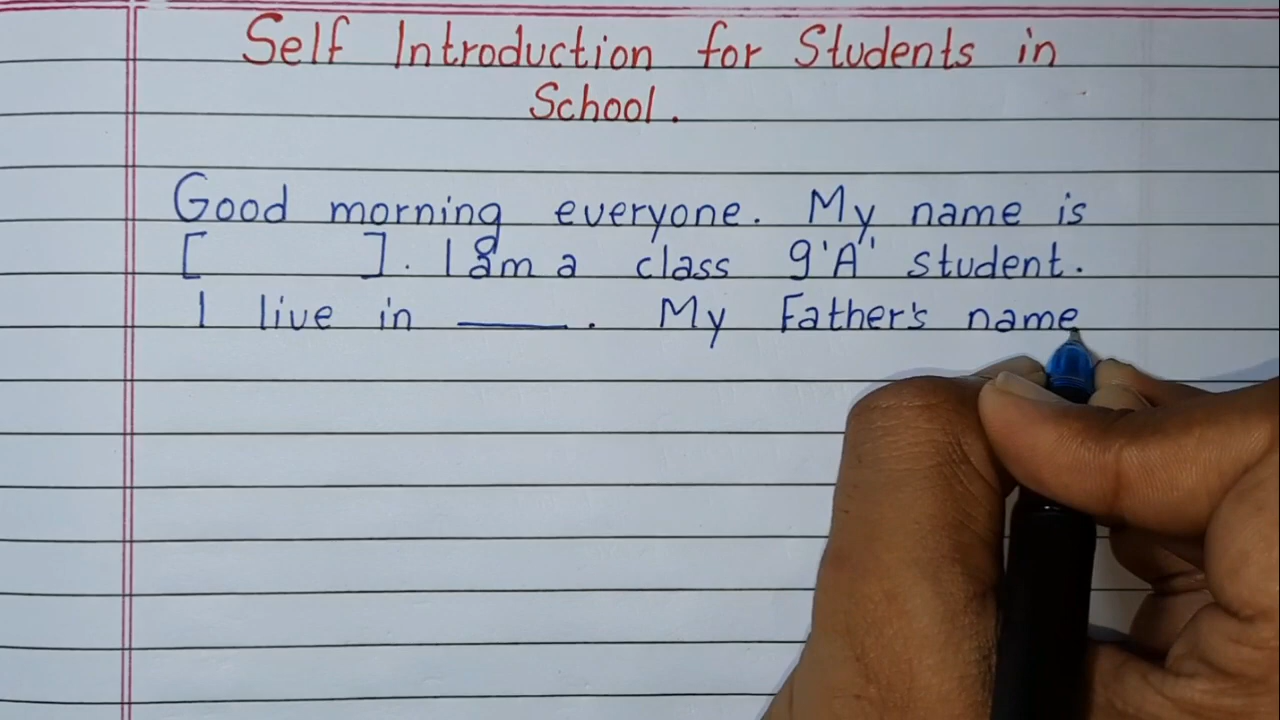 Self Introduction for Students in
School.
Good morning everyone. My name is
[ ]. I am a class 9'A' student.
I live in ______. My Father's name